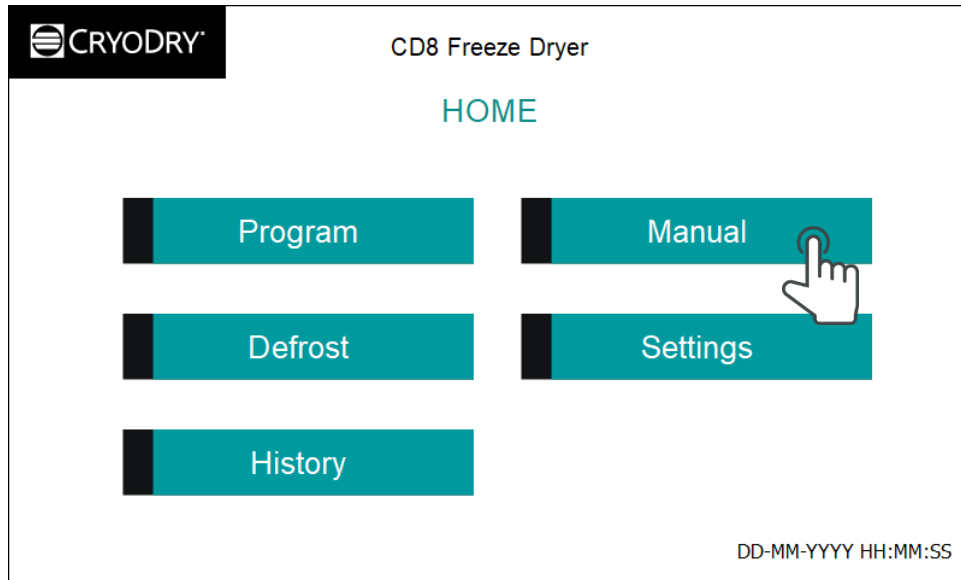 CRYODRY
CD8 Freeze Dryer
HOME
Program
Manual
Defrost
Settings
History
DD-MM-YYYY HH:MM:SS